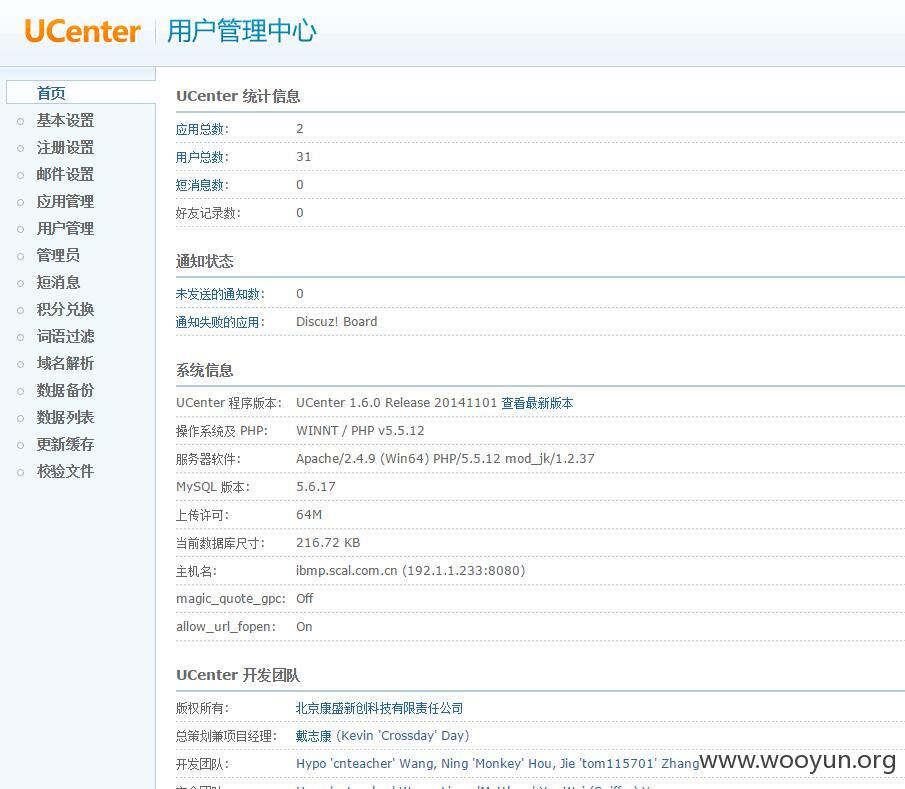 UCenter 用户管理中心
首页
基本设置
注册设置
邮件设置
应用管理
用户管理
管理员
短消息
积分兑换
词语过滤
域名解析
数据备份
数据列表
更新缓存
校验文件
UCenter 统计信息
应用总数: 2
用户总数: 31
短消息数: 0
好友记录数: 0
通知状态
未发送的通知数: 0
通知失败的应用: Discuz! Board
系统信息
UCenter 程序版本: UCenter 1.6.0 Release 20141101 查看最新版本
操作系统及 PHP: WINNT / PHP v5.5.12
服务器软件: Apache/2.4.9 (Win64) PHP/5.5.12 mod_jk/1.2.37
MySQL 版本: 5.6.17
上传许可: 64M
当前数据库尺寸: 216.72 KB
主机名: ibmp.scal.com.cn (192.1.1.233:8080)
magic_quote_gpc: Off
allow_url_fopen: On
UCenter 开发团队
版权所有: 北京康盛新创科技有限责任公司
总策划兼项目经理: 戴志康 (Kevin 'Crossday' Day)
开发团队: Hypo 'cnteacher' Wang, Ning 'Monkey' Hou, Jie 'tom115701' Zhang
www.wooyun.org